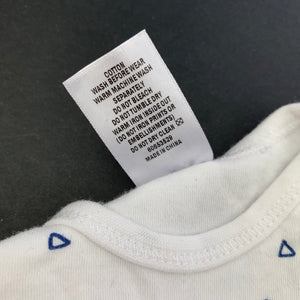 COTTON
WASH BEFORE WEAR
WARM MACHINE WASH
SEPARATELY
DO NOT BLEACH
DO NOT TUMBLE DRY
WARM IRON INSIDE OUT
(DO NOT IRON PRINTS OR
EMBELLISHMENTS)
DO NOT DRY CLEAN
R0653529
MADE IN CHINA